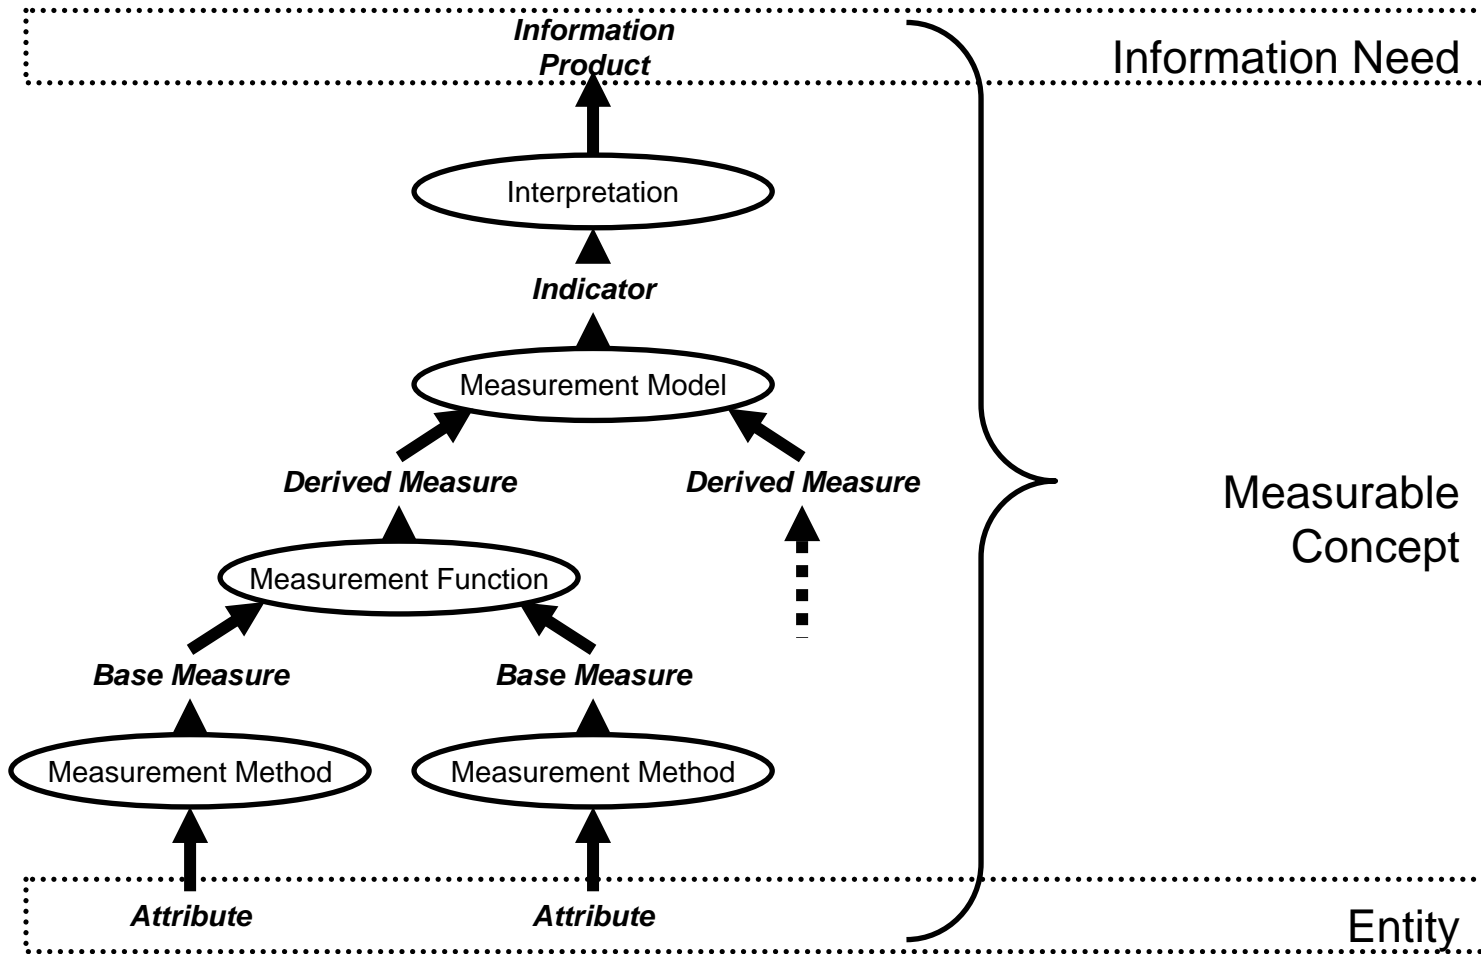 Information
Product
Information Need
Interpretation
Indicator
Measurement Model
Derived Measure
Derived Measure
Measurable
Concept
Measurement Function
Base Measure
Base Measure
Measurement Method
Measurement Method
Attribute
Attribute
Entity